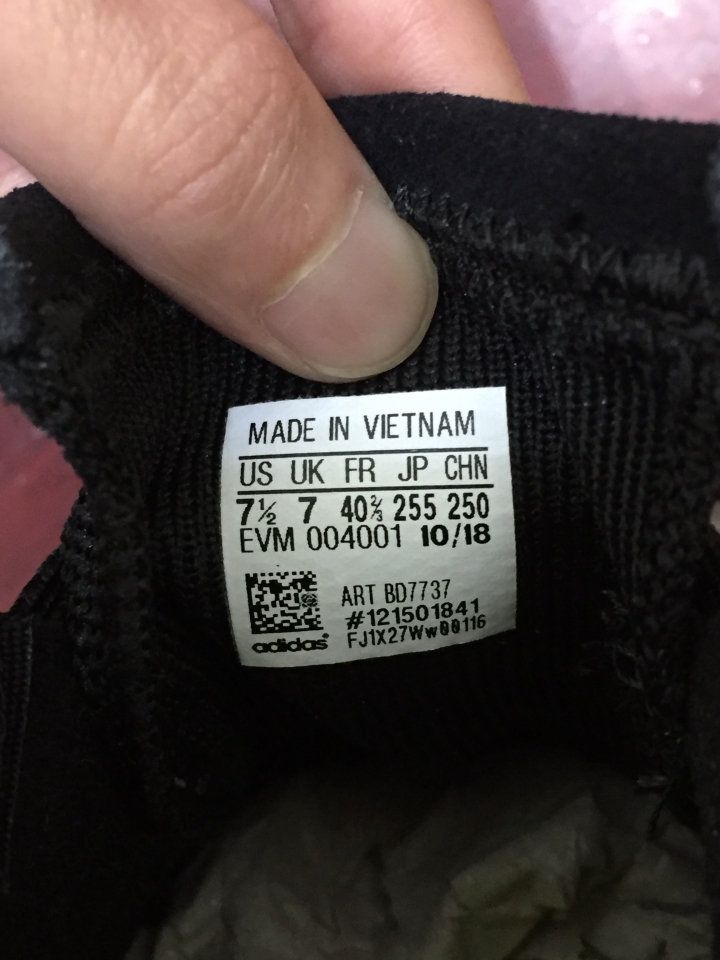 MADE IN VIETNAM
US UK FR JP CHN
7½ 7 40⅔ 255 250
EVM 004001 10/18
ART BD7737
#121501841
FJ1X27Ww00116
adidas